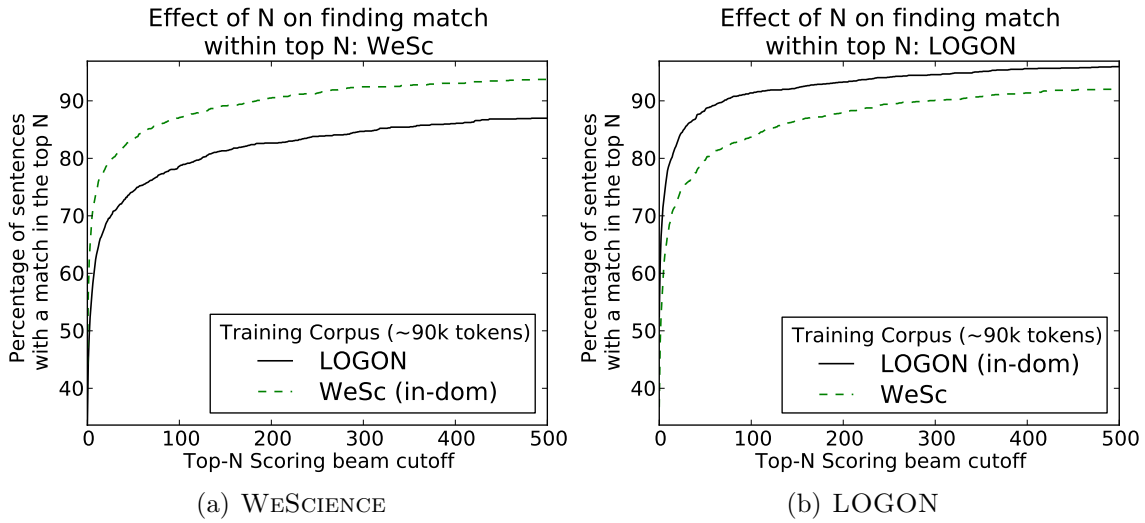 Effect of N on finding match
within top N: WeSc
Percentage of sentences
with a match in the top N
90
80
70
60
50
40
Training Corpus (~90k tokens)
LOGON
WeSc (in-dom)
0 100 200 300 400 500
Top-N Scoring beam cutoff
(a) WESCIENCE
Effect of N on finding match
within top N: LOGON
Percentage of sentences
with a match in the top N
90
80
70
60
50
40
Training Corpus (~90k tokens)
LOGON (in-dom)
WeSc
0 100 200 300 400 500
Top-N Scoring beam cutoff
(b) LOGON